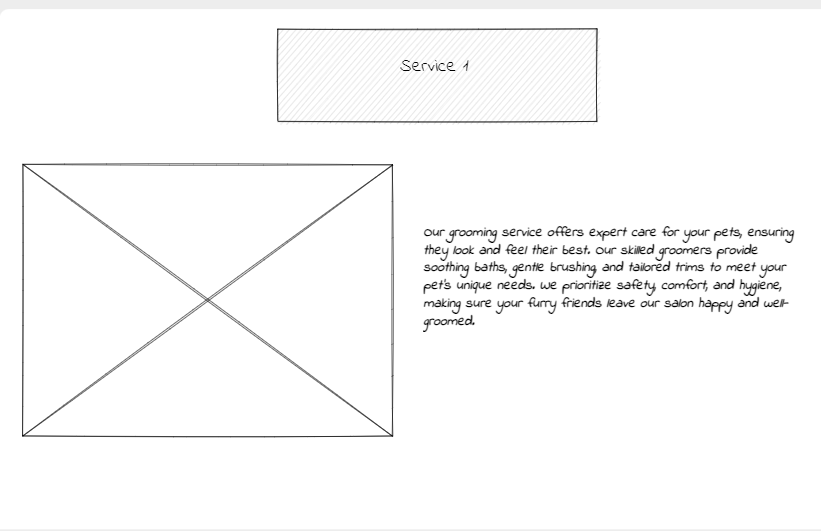 Service 1
Our grooming service offers expert care for your pets, ensuring
they look and feel their best. Our skilled groomers provide
soothing baths, gentle brushing, and tailored trims to meet your
pet's unique needs. We prioritize safety, comfort, and hygiene,
making sure your furry friends leave our salon happy and well-
groomed.